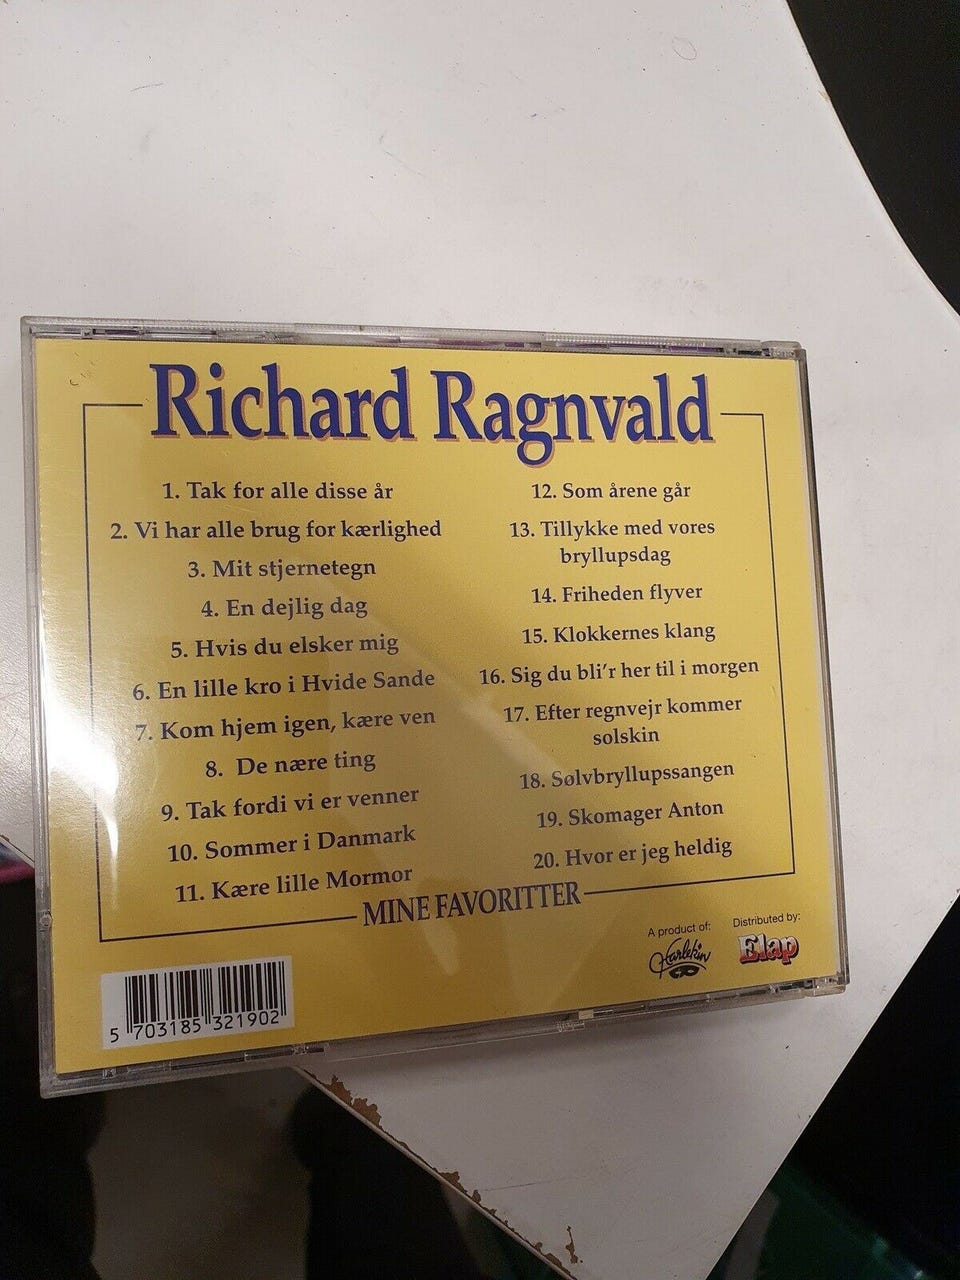 Richard Ragnvald
1. Tak for alle disse år
2. Vi har alle brug for kærlighed
3. Mit stjernetegn
4. En dejlig dag
5. Hvis du elsker mig
6. En lille kro i Hvide Sande
7. Kom hjem igen, kære ven
8. De nære ting
9. Tak fordi vi er venner
10. Sommer i Danmark
11. Kære lille Mormor
12. Som årene går
13. Tillykke med vores
bryllupsdag
14. Friheden flyver
15. Klokkernes klang
16. Sig du bli'r her til i morgen
17. Efter regnvejr kommer
solskin
18. Sølvbryllupssangen
19. Skomager Anton
20. Hvor er jeg heldig
MINE FAVORITTER
A product of:
Harlekin
Distributed by:
Elap
5 703185 321902